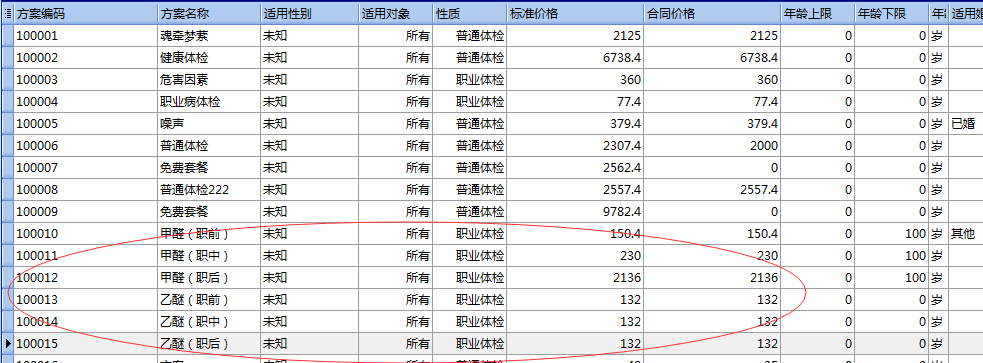 方案编码 方案名称 适用性别 适用对象 性质 标准价格 合同价格 年龄上限 年龄下限 年 适用
100001 魂牵梦萦 未知 所有 普通体检 2125 2125 0 0 岁
100002 健康体检 未知 所有 普通体检 6738.4 6738.4 0 0 岁
100003 危害因素 未知 所有 职业体检 360 360 0 0 岁
100004 职业病体检 未知 所有 职业体检 77.4 77.4 0 0 岁
100005 噪声 未知 所有 普通体检 379.4 379.4 0 0 岁 已婚
100006 普通体检 未知 所有 普通体检 2307.4 2000 0 0 岁
100007 免费套餐 未知 所有 普通体检 2562.4 0 0 0 岁
100008 普通体检222 未知 所有 普通体检 2557.4 2557.4 0 0 岁
100009 免费套餐 未知 所有 普通体检 9782.4 0 0 0 岁
100010 甲醛（职前） 未知 所有 职业体检 150.4 150.4 0 100 岁 其他
100011 甲醛（职中） 未知 所有 职业体检 230 230 0 100 岁
100012 甲醛（职后） 未知 所有 职业体检 2136 2136 0 100 岁
100013 乙醚（职前） 未知 所有 职业体检 132 132 0 0 岁
100014 乙醚（职中） 未知 所有 职业体检 132 132 0 0 岁
100015 乙醚（职后） 未知 所有 职业体检 132 132 0 0 岁